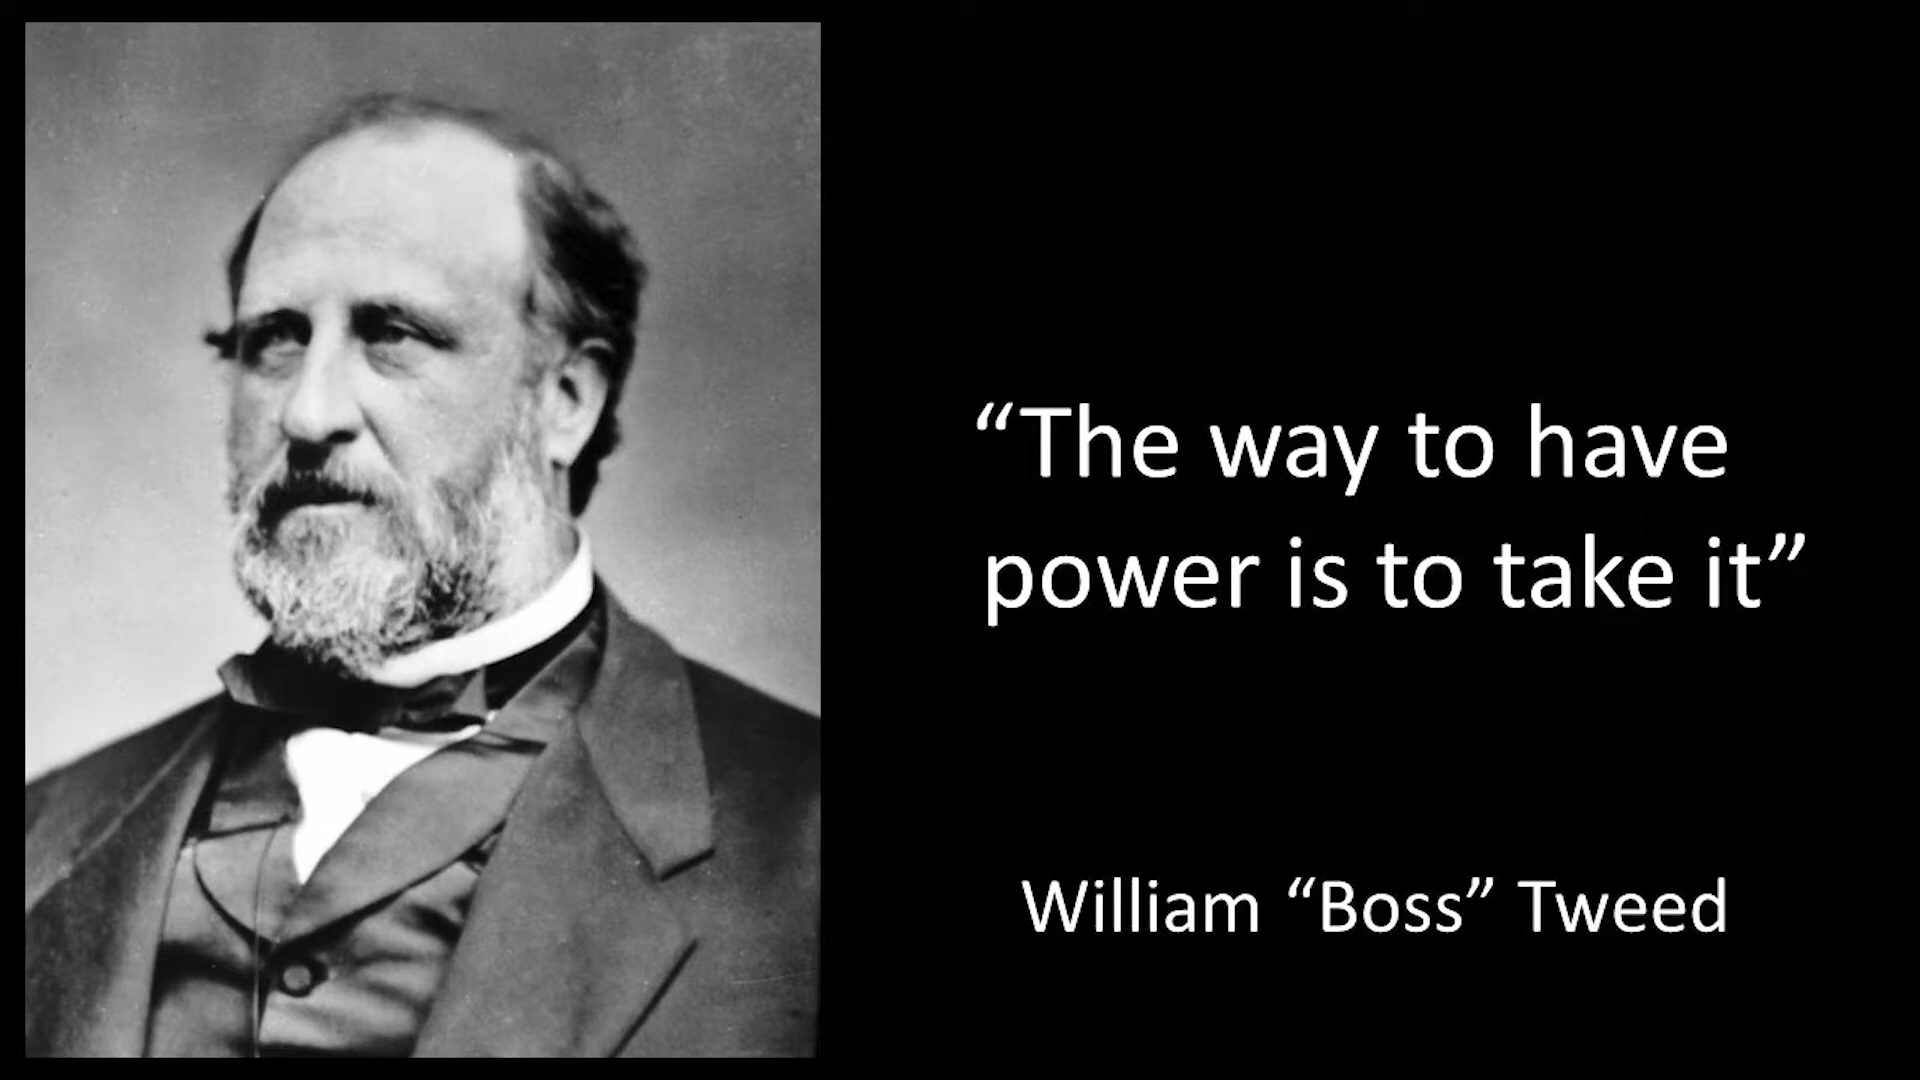 “The way to have
power is to take it”
William “Boss” Tweed